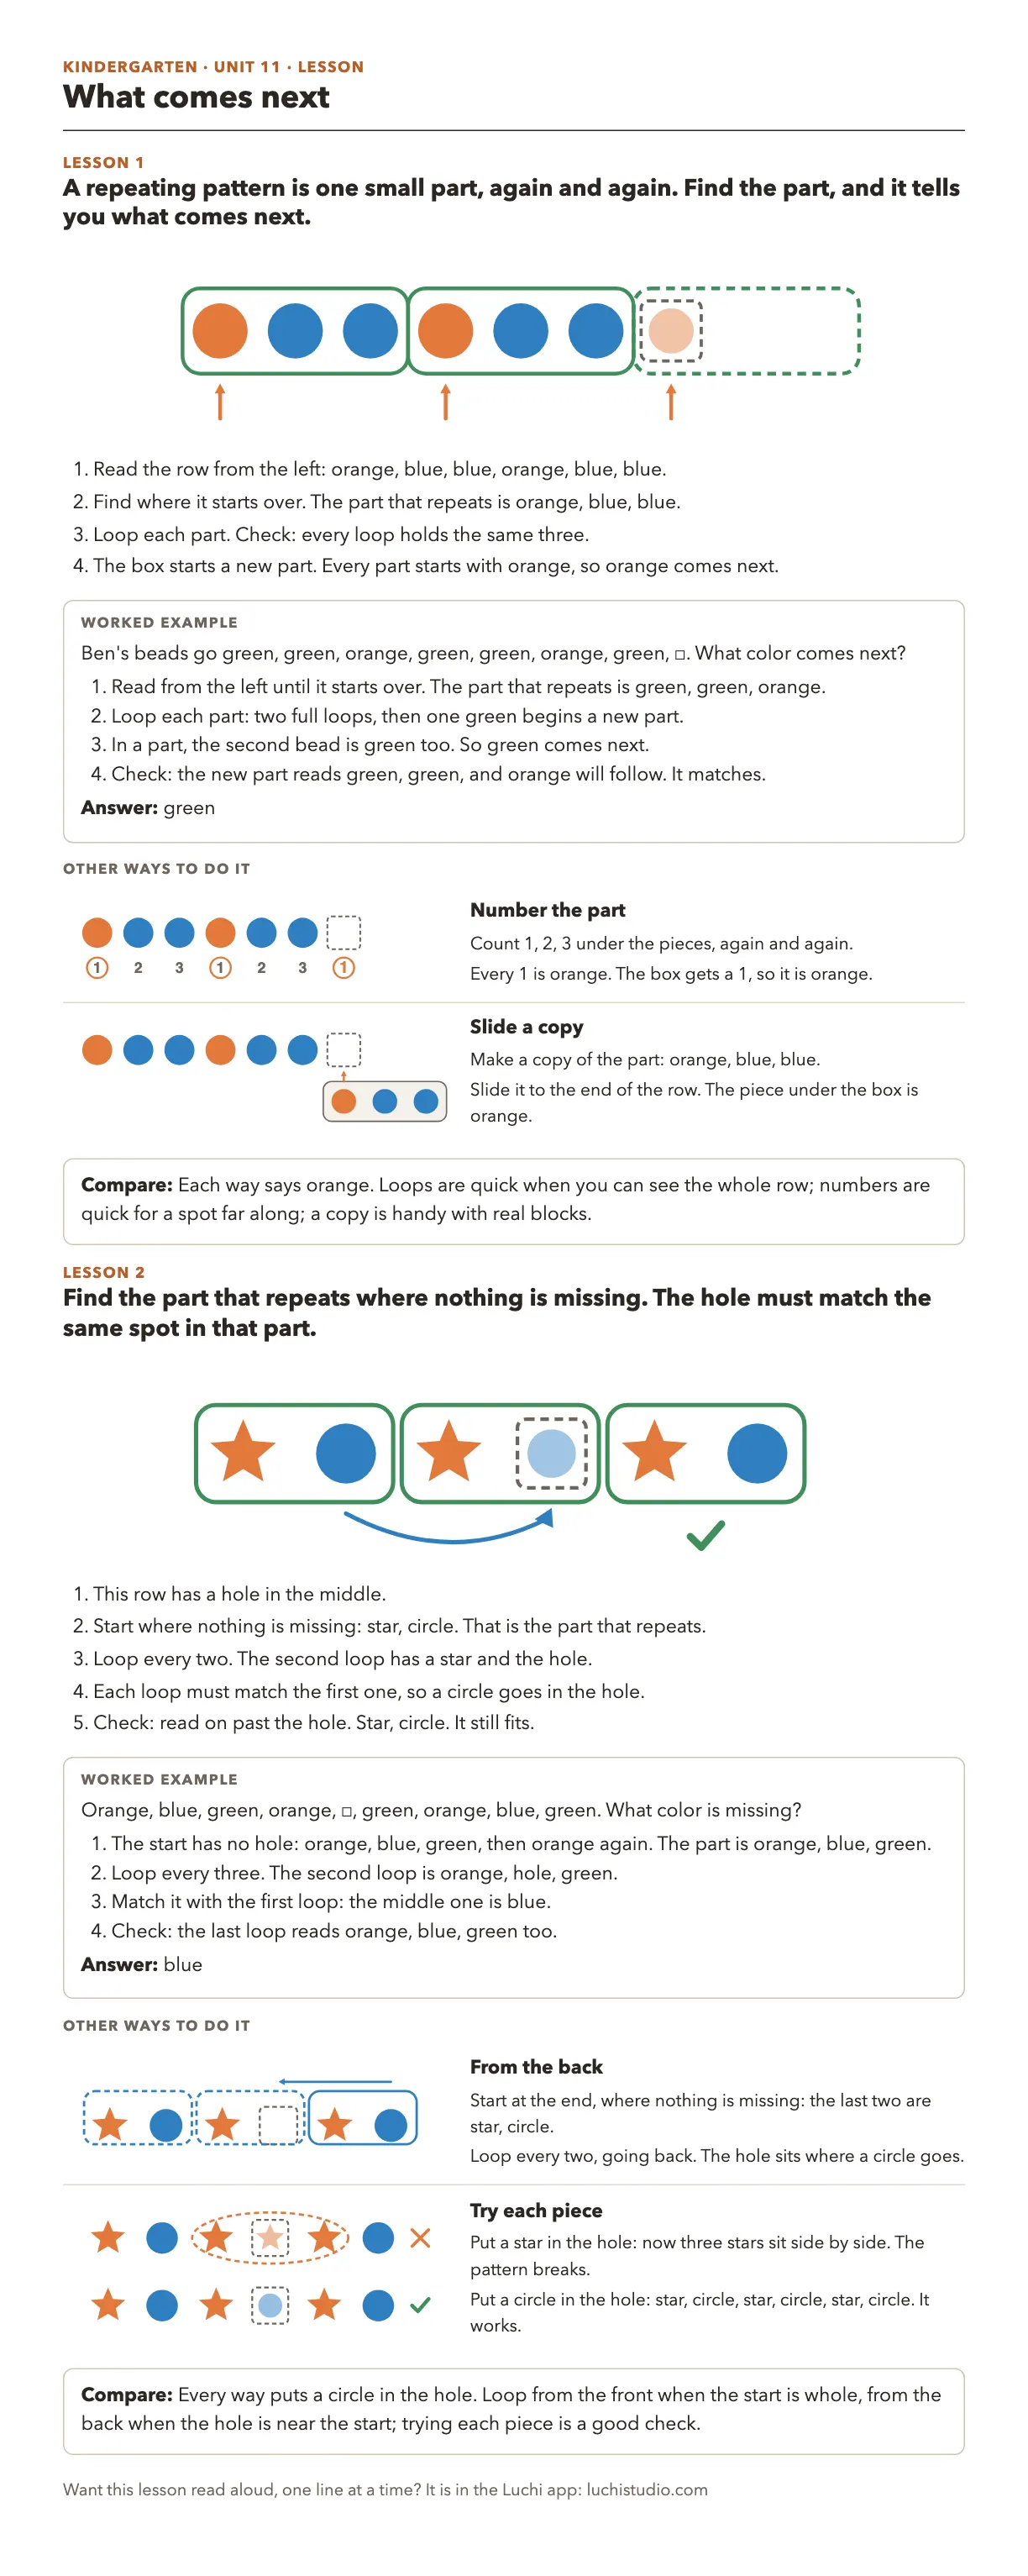 KINDERGARTEN · UNIT 11 · LESSON
What comes next
LESSON 1
A repeating pattern is one small part, again and again. Find the part, and it tells
you what comes next.
1. Read the row from the left: orange, blue, blue, orange, blue, blue.
2. Find where it starts over. The part that repeats is orange, blue, blue.
3. Loop each part. Check: every loop holds the same three.
4. The box starts a new part. Every part starts with orange, so orange comes next.
WORKED EXAMPLE
Ben's beads go green, green, orange, green, green, orange, green, □. What color comes next?
1. Read from the left until it starts over. The part that repeats is green, green, orange.
2. Loop each part: two full loops, then one green begins a new part.
3. In a part, the second bead is green too. So green comes next.
4. Check: the new part reads green, green, and orange will follow. It matches.
Answer: green
OTHER WAYS TO DO IT
1 2 3 1 2 3 1
Number the part
Count 1, 2, 3 under the pieces, again and again.
Every 1 is orange. The box gets a 1, so it is orange.
Slide a copy
Make a copy of the part: orange, blue, blue.
Slide it to the end of the row. The piece under the box is
orange.
Compare: Each way says orange. Loops are quick when you can see the whole row; numbers are
quick for a spot far along; a copy is handy with real blocks.
LESSON 2
Find the part that repeats where nothing is missing. The hole must match the
same spot in that part.
1. This row has a hole in the middle.
2. Start where nothing is missing: star, circle. That is the part that repeats.
3. Loop every two. The second loop has a star and the hole.
4. Each loop must match the first one, so a circle goes in the hole.
5. Check: read on past the hole. Star, circle. It still fits.
WORKED EXAMPLE
Orange, blue, green, orange, □, green, orange, blue, green. What color is missing?
1. The start has no hole: orange, blue, green, then orange again. The part is orange, blue, green.
2. Loop every three. The second loop is orange, hole, green.
3. Match it with the first loop: the middle one is blue.
4. Check: the last loop reads orange, blue, green too.
Answer: blue
OTHER WAYS TO DO IT
From the back
Start at the end, where nothing is missing: the last two are
star, circle.
Loop every two, going back. The hole sits where a circle goes.
Try each piece
Put a star in the hole: now three stars sit side by side. The
pattern breaks.
Put a circle in the hole: star, circle, star, circle, star, circle. It
works.
Compare: Every way puts a circle in the hole. Loop from the front when the start is whole, from the
back when the hole is near the start; trying each piece is a good check.
Want this lesson read aloud, one line at a time? It is in the Luchi app: luchistudio.com